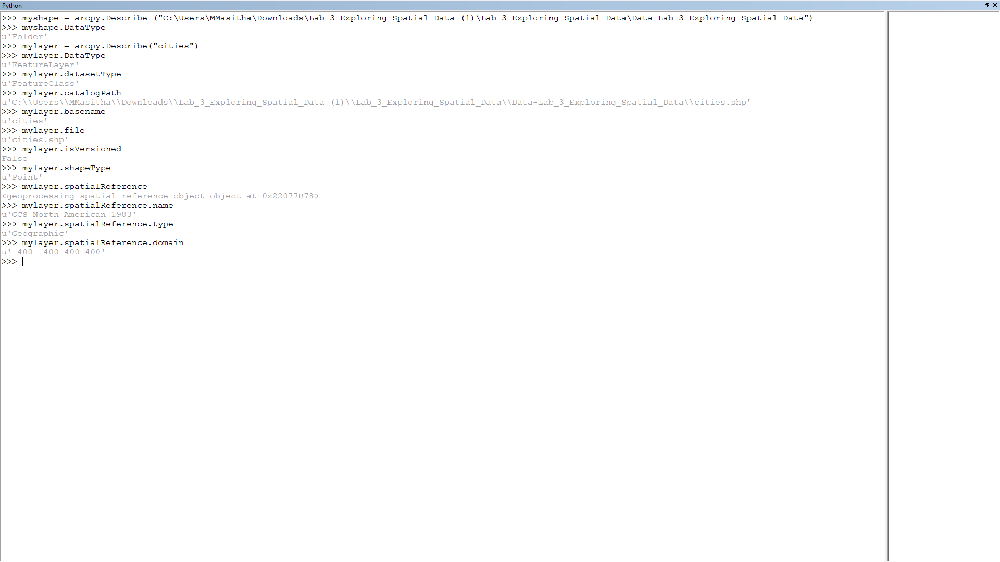 Python
>>> myshape = arcpy.Describe ("C:\Users\MMasitha\Downloads\Lab_3_Exploring_Spatial_Data (1)\Lab_3_Exploring_Spatial_Data\Data-Lab_3_Exploring_Spatial_Data")
>>> myshape.DataType
u'Folder'
>>> mylayer = arcpy.Describe("cities")
>>> mylayer.DataType
u'FeatureLayer'
>>> mylayer.datasetType
u'FeatureClass'
>>> mylayer.catalogPath
u'C:\\Users\\MMasitha\\Downloads\\Lab_3_Exploring_Spatial_Data (1)\\Lab_3_Exploring_Spatial_Data\\Data-Lab_3_Exploring_Spatial_Data\\cities.shp'
>>> mylayer.basename
u'cities'
>>> mylayer.file
u'cities.shp'
>>> mylayer.isVersioned
False
>>> mylayer.shapeType
u'Point'
>>> mylayer.spatialReference
<geoprocessing spatial reference object object at 0x22077B78>
>>> mylayer.spatialReference.name
u'GCS_North_American_1983'
>>> mylayer.spatialReference.type
u'Geographic'
>>> mylayer.spatialReference.domain
u'-400 -400 400 400'
>>>